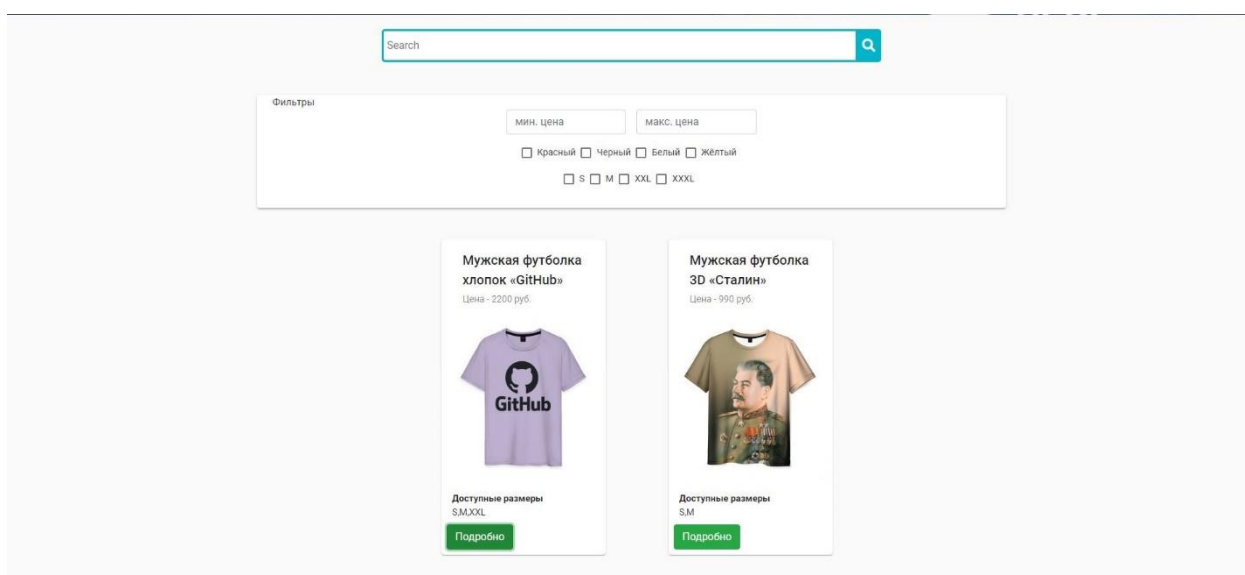 Search
Фильтры
мин. цена макс. цена
Красный Черный Белый Жёлтый
S M XXL XXXL
Мужская футболка
хлопок «GitHub»
Цена - 2200 руб.
GitHub
Доступные размеры
S,M,XXL
Подробно
Мужская футболка
3D «Сталин»
Цена - 990 руб.
Доступные размеры
S,M
Подробно